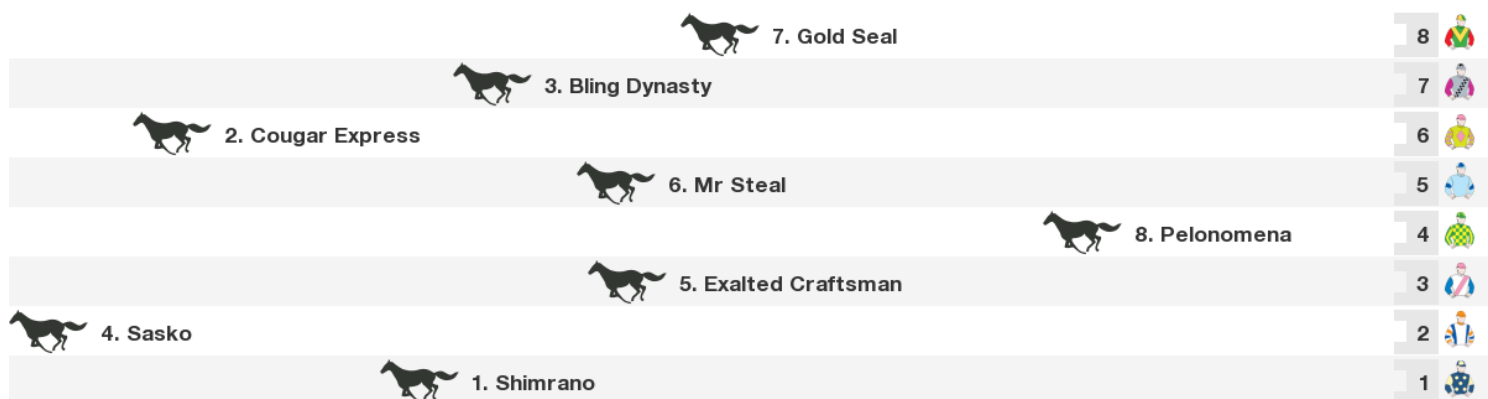 7. Gold Seal 8
3. Bling Dynasty 7
2. Cougar Express 6
6. Mr Steal 5
8. Pelonomena 4
5. Exalted Craftsman 3
4. Sasko 2
1. Shimrano 1